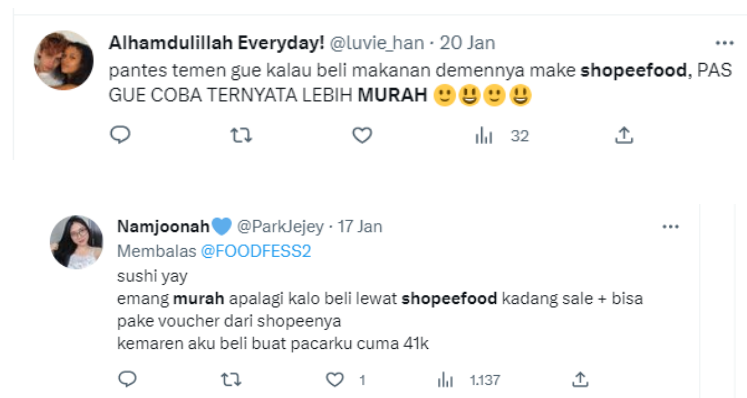 Alhamdulillah Everyday! @luvie_han · 20 Jan
pantes temen gue kalau beli makanan demennya make shopeefood, PAS
GUE COBA TERNYATA LEBIH MURAH 🙂😃🙂😃
32
Namjoonah💙 @ParkJejey · 17 Jan
Membalas @FOODFESS2
sushi yay
emang murah apalagi kalo beli lewat shopeefood kadang sale + bisa
pake voucher dari shopeenya
kemaren aku beli buat pacarku cuma 41k
1 1.137